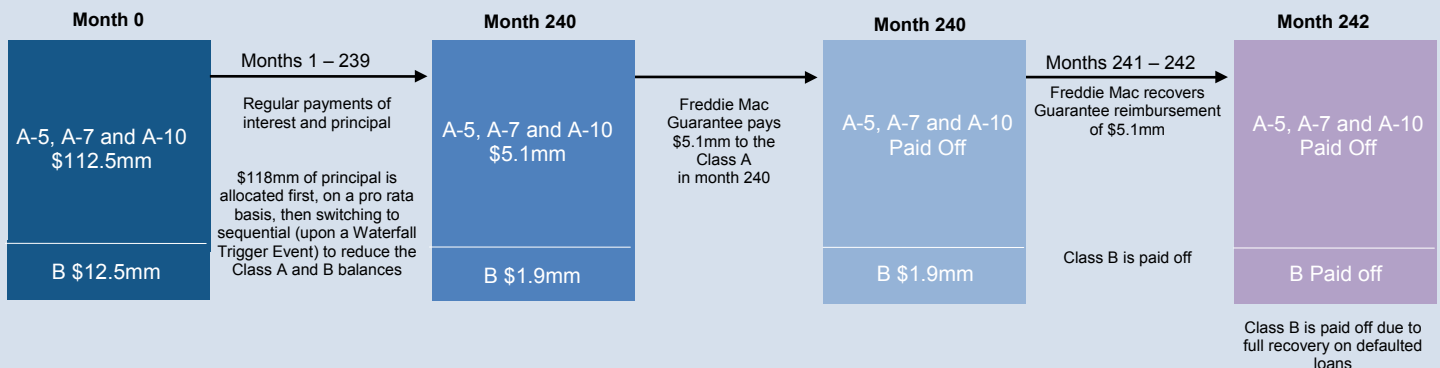 Month 0
A-5, A-7 and A-10
$112.5mm
B $12.5mm
Months 1 – 239
Regular payments of
interest and principal
$118mm of principal is
allocated first, on a pro rata
basis, then switching to
sequential (upon a Waterfall
Trigger Event) to reduce the
Class A and B balances
Month 240
A-5, A-7 and A-10
$5.1mm
B $1.9mm
Freddie Mac
Guarantee pays
$5.1mm to the
Class A
in month 240
Month 240
A-5, A-7 and A-10
Paid Off
B $1.9mm
Months 241 – 242
Freddie Mac recovers
Guarantee reimbursement
of $5.1mm
Class B is paid off
Month 242
A-5, A-7 and A-10
Paid Off
B Paid off
Class B is paid off due to
full recovery on defaulted
loans